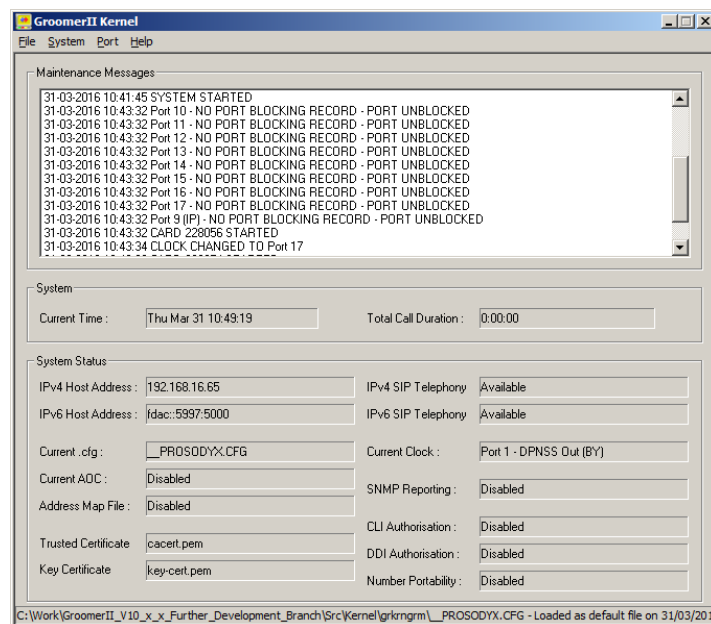 GroomerII Kernel
File System Port Help
Maintenance Messages
31-03-2016 10:41:45 SYSTEM STARTED
31-03-2016 10:43:32 Port 10 - NO PORT BLOCKING RECORD - PORT UNBLOCKED
31-03-2016 10:43:32 Port 11 - NO PORT BLOCKING RECORD - PORT UNBLOCKED
31-03-2016 10:43:32 Port 12 - NO PORT BLOCKING RECORD - PORT UNBLOCKED
31-03-2016 10:43:32 Port 13 - NO PORT BLOCKING RECORD - PORT UNBLOCKED
31-03-2016 10:43:32 Port 14 - NO PORT BLOCKING RECORD - PORT UNBLOCKED
31-03-2016 10:43:32 Port 15 - NO PORT BLOCKING RECORD - PORT UNBLOCKED
31-03-2016 10:43:32 Port 16 - NO PORT BLOCKING RECORD - PORT UNBLOCKED
31-03-2016 10:43:32 Port 17 - NO PORT BLOCKING RECORD - PORT UNBLOCKED
31-03-2016 10:43:32 Port 9 (IP) - NO PORT BLOCKING RECORD - PORT UNBLOCKED
31-03-2016 10:43:32 CARD 228056 STARTED
31-03-2016 10:43:34 CLOCK CHANGED TO Port 17
System
Current Time : Thu Mar 31 10:49:19 Total Call Duration : 0:00:00
System Status
IPv4 Host Address : 192.168.16.65 IPv4 SIP Telephony Available
IPv6 Host Address : fdac::5997:5000 IPv6 SIP Telephony Available
Current .cfg : __PROSODYX.CFG Current Clock : Port 1 - DPNSS Out (BY)
Current AOC : Disabled
SNMP Reporting : Disabled
Address Map File : Disabled
CLI Authorisation : Disabled
Trusted Certificate cacert.pem
DDI Authorisation : Disabled
Key Certificate key-cert.pem
Number Portability : Disabled
C:\Work\GroomerII_V10_x_x_Further_Development_Branch\Src\Kernel\grkrngrm\__PROSODYX.CFG - Loaded as default file on 31/03/201